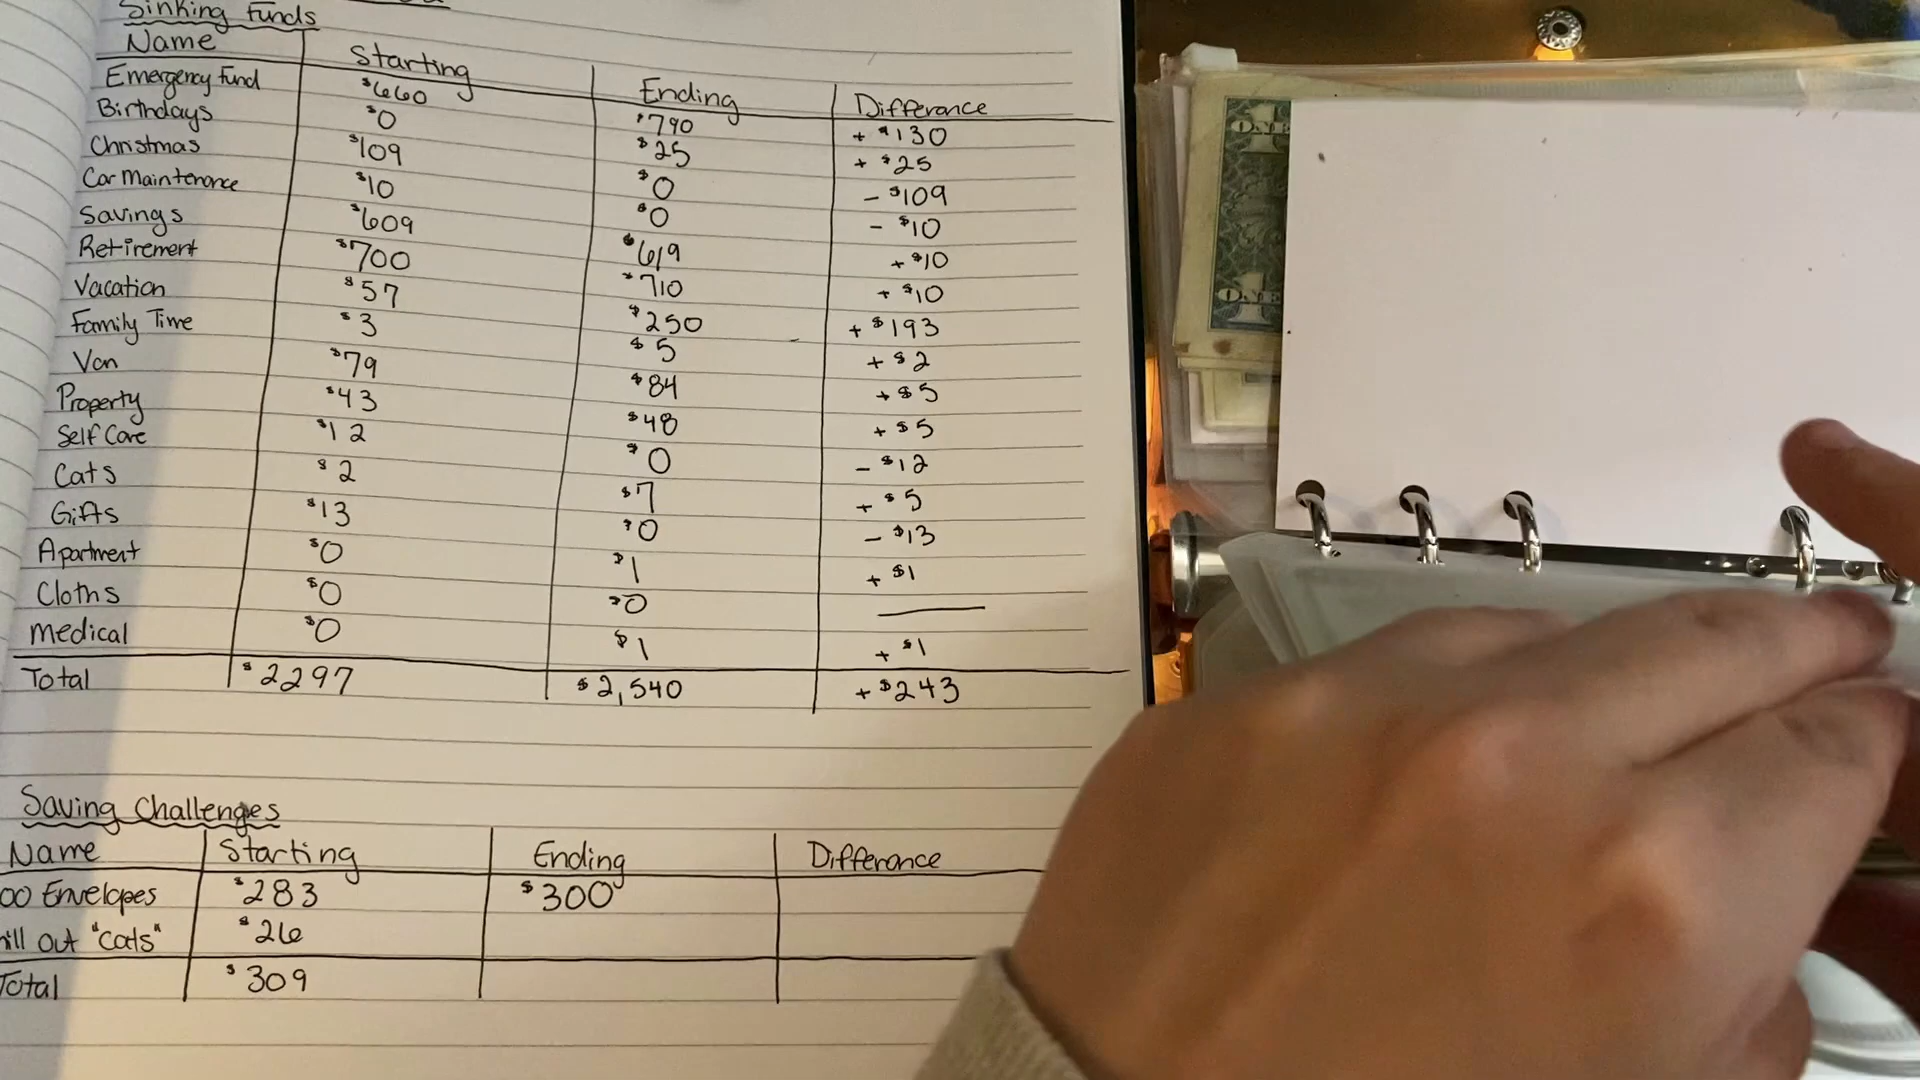 Sinking Funds
Name Starting Ending Difference
Emergency Fund $660 $790 + $130
Birthdays $0 $25 + $25
Christmas $109 $0 - $109
Car Maintenance $10 $0 - $10
Savings $609 $619 + $10
Retirement $700 $710 + $10
Vacation $57 $250 + $193
Family Time $3 $5 + $2
Van $79 $84 + $5
Property $43 $48 + $5
Self Care $12 $0 - $12
Cats $2 $7 + $5
Gifts $13 $0 - $13
Apartment $0 $1 + $1
Cloths $0 $0 —
Medical $0 $1 + $1
Total $2297 $2,540 + $243
Saving Challenges
Name Starting Ending Difference
00 Envelopes $283 $300
ill out "Cats" $26
Total $309
ONE
1
ONE
1